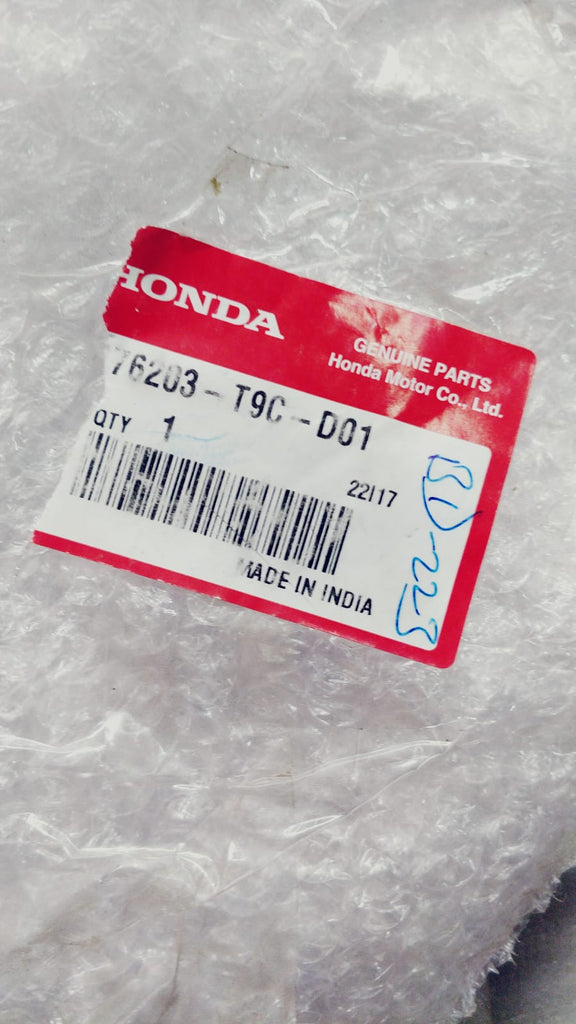 HONDA
GENUINE PARTS
Honda Motor Co., Ltd.
76203-T9C-D01
QTY 1
22I17
MADE IN INDIA